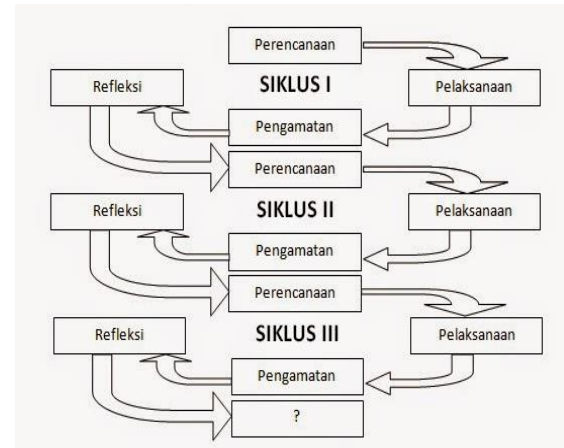 Perencanaan
Refleksi
SIKLUS I
Pelaksanaan
Pengamatan
Perencanaan
Refleksi
SIKLUS II
Pelaksanaan
Pengamatan
Perencanaan
Refleksi
SIKLUS III
Pelaksanaan
Pengamatan
?